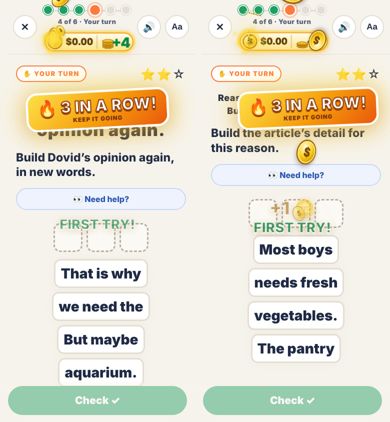 4 of 6 · Your turn
✕
$0.00
+4
Aa
YOUR TURN
3 IN A ROW!
KEEP IT GOING
opinion again.
Build Dovid's opinion again,
in new words.
Need help?
FIRST TRY!
That is why
we need the
But maybe
aquarium.
Check ✓
4 of 6 · Your turn
✕
$0.00
Aa
YOUR TURN
3 IN A ROW!
KEEP IT GOING
Build the article's detail for
this reason.
Need help?
+1
FIRST TRY!
Most boys
needs fresh
vegetables.
The pantry
Check ✓